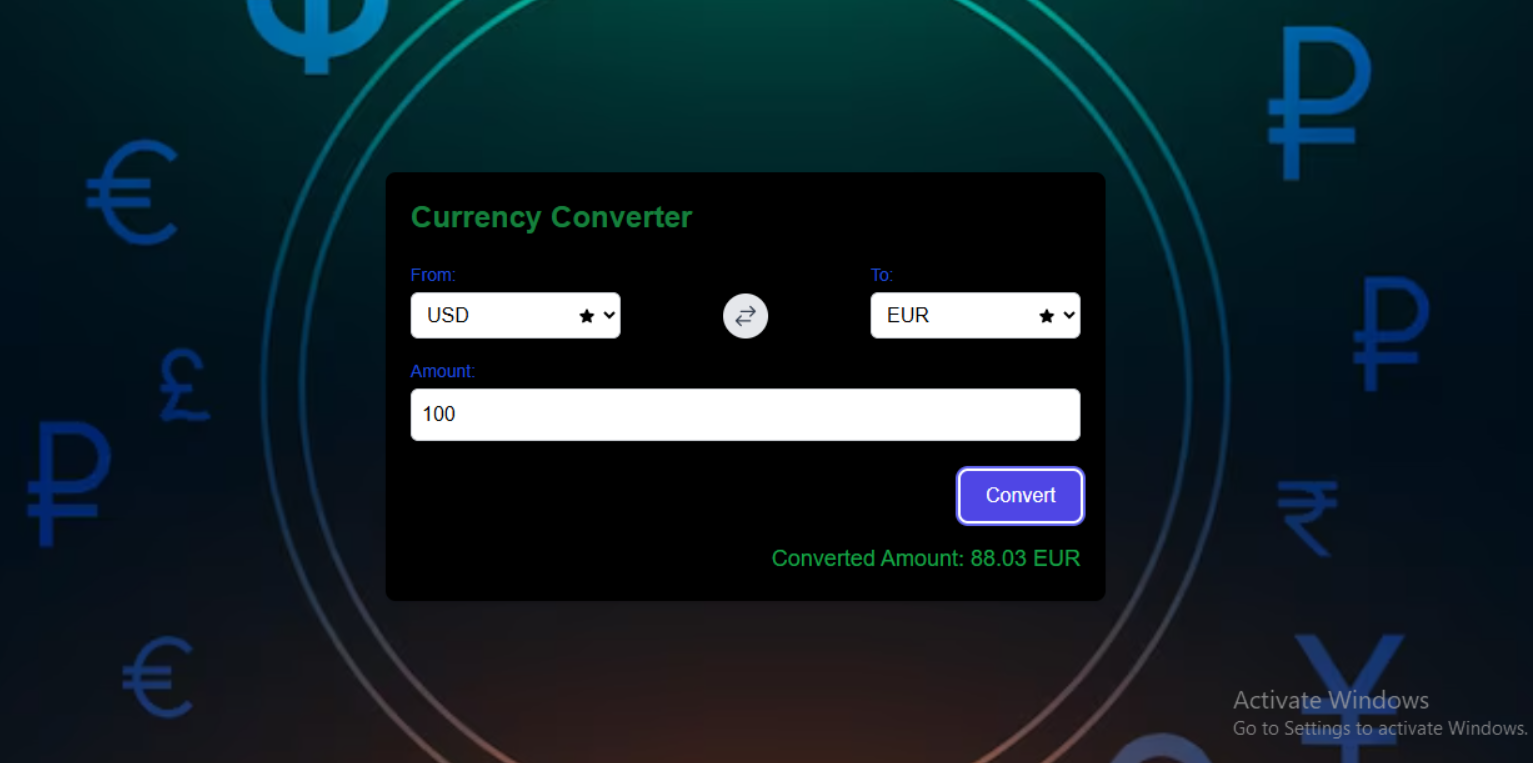 Currency Converter
From:
To:
USD
EUR
Amount:
100
Convert
Converted Amount: 88.03 EUR
Activate Windows
Go to Settings to activate Windows.